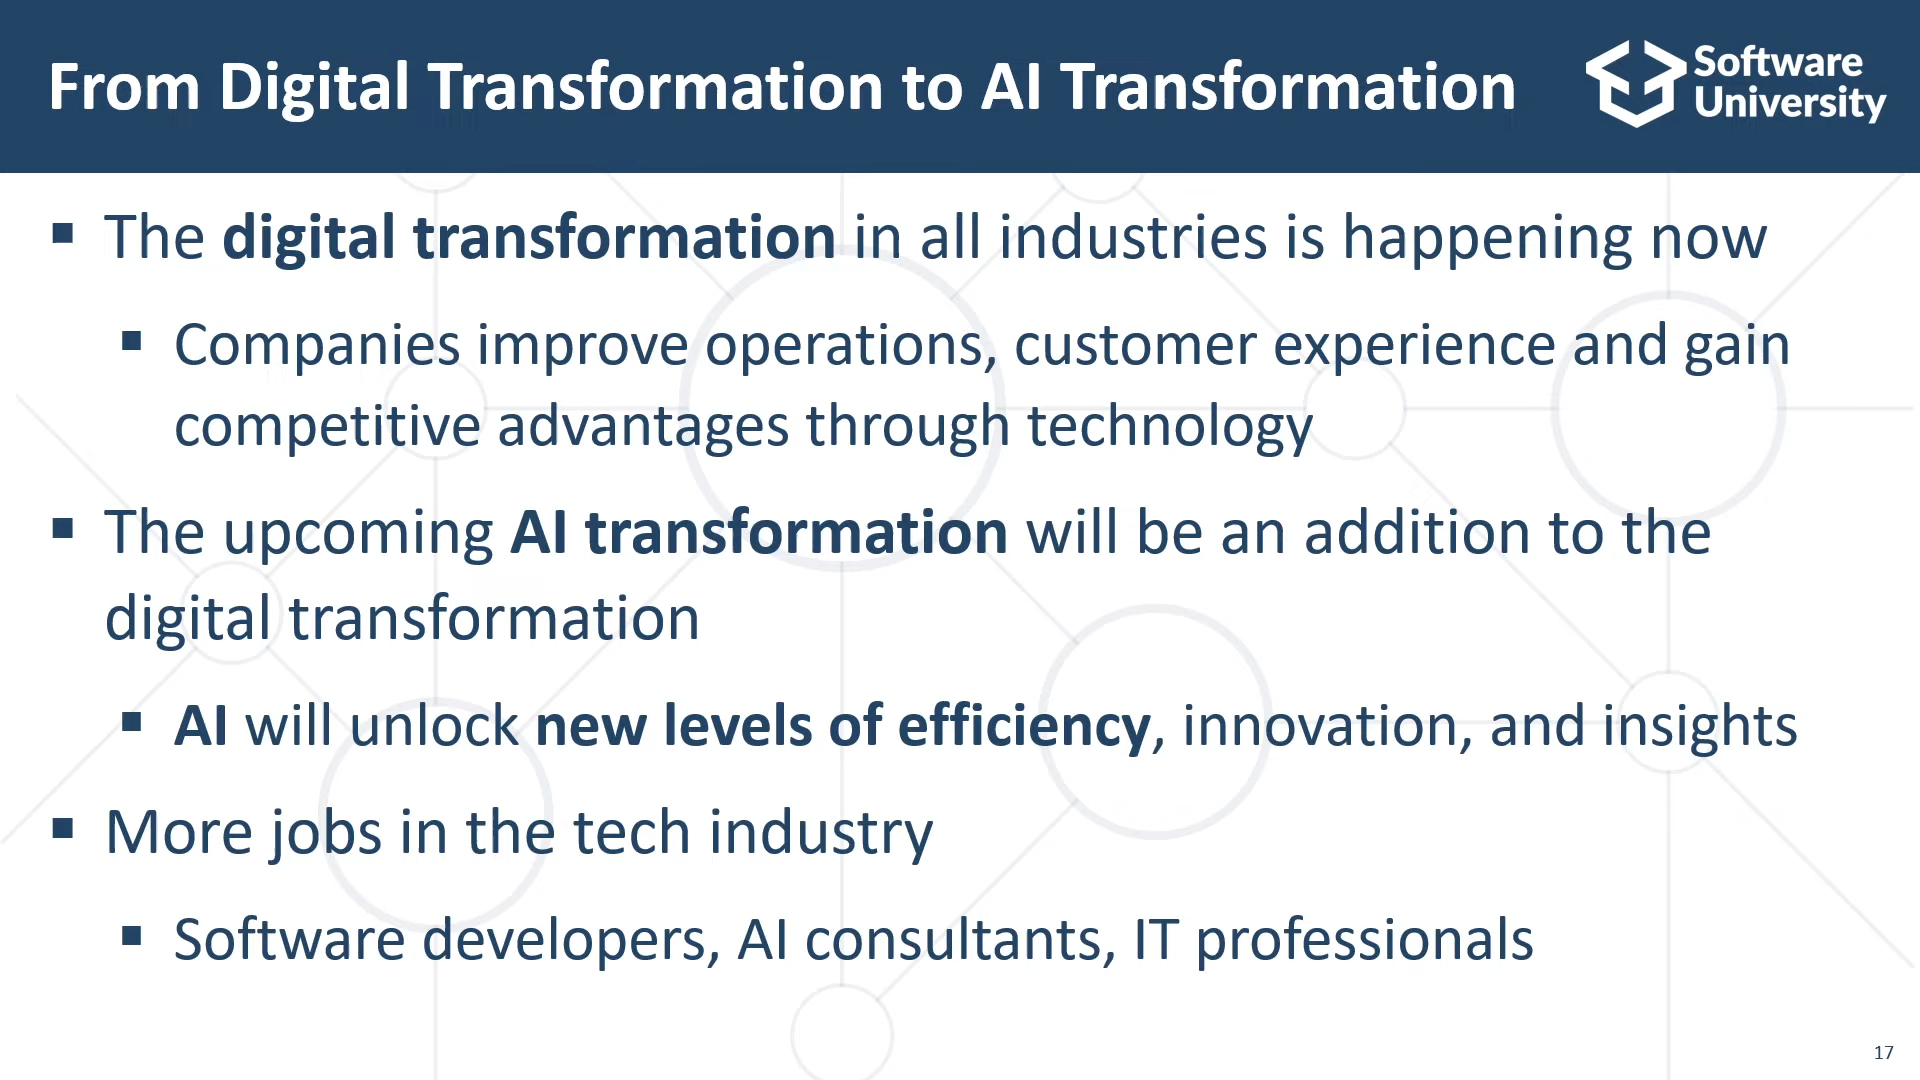 From Digital Transformation to AI Transformation
Software
University
▪ The digital transformation in all industries is happening now
▪ Companies improve operations, customer experience and gain
competitive advantages through technology
▪ The upcoming AI transformation will be an addition to the
digital transformation
▪ AI will unlock new levels of efficiency, innovation, and insights
▪ More jobs in the tech industry
▪ Software developers, AI consultants, IT professionals
17